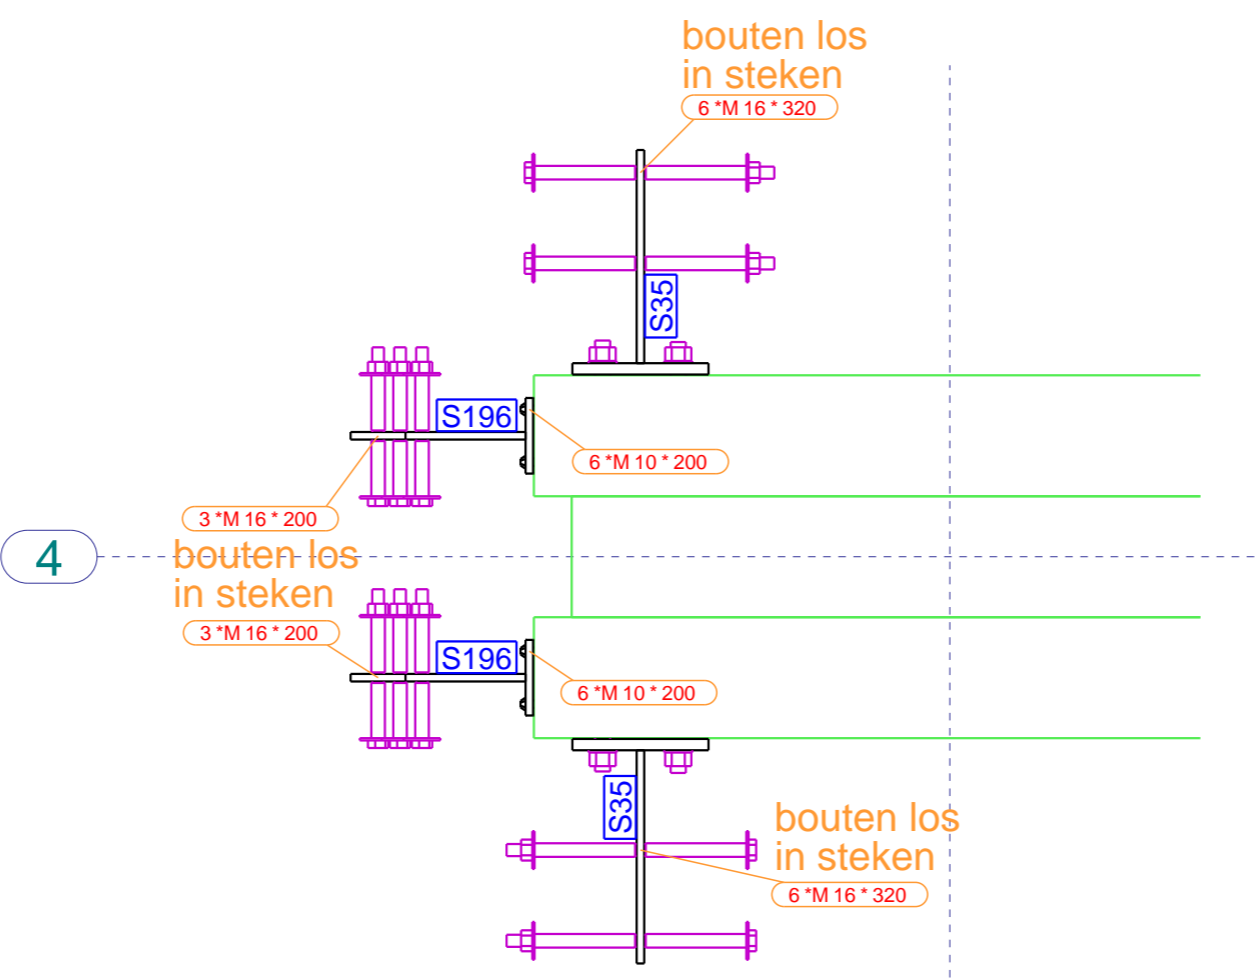 bouten los
in steken
6 *M 16 * 320
S35
S196
6 *M 10 * 200
3 *M 16 * 200
4
bouten los
in steken
3 *M 16 * 200
S196
6 *M 10 * 200
S35
bouten los
in steken
6 *M 16 * 320